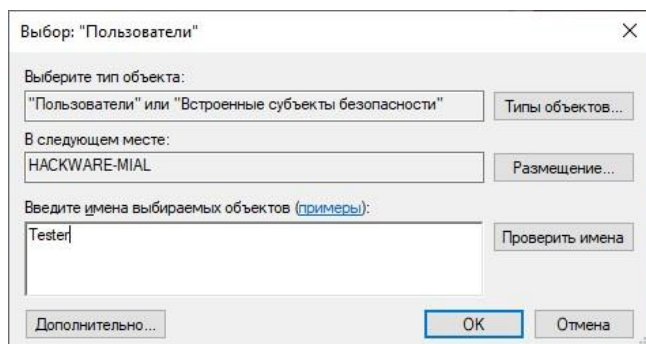 Выбор: "Пользователи"
Выберите тип объекта:
"Пользователи" или "Встроенные субъекты безопасности"
Типы объектов...
В следующем месте:
HACKWARE-MIAL
Размещение...
Введите имена выбираемых объектов (примеры):
Tester
Проверить имена
Дополнительно...
OK
Отмена